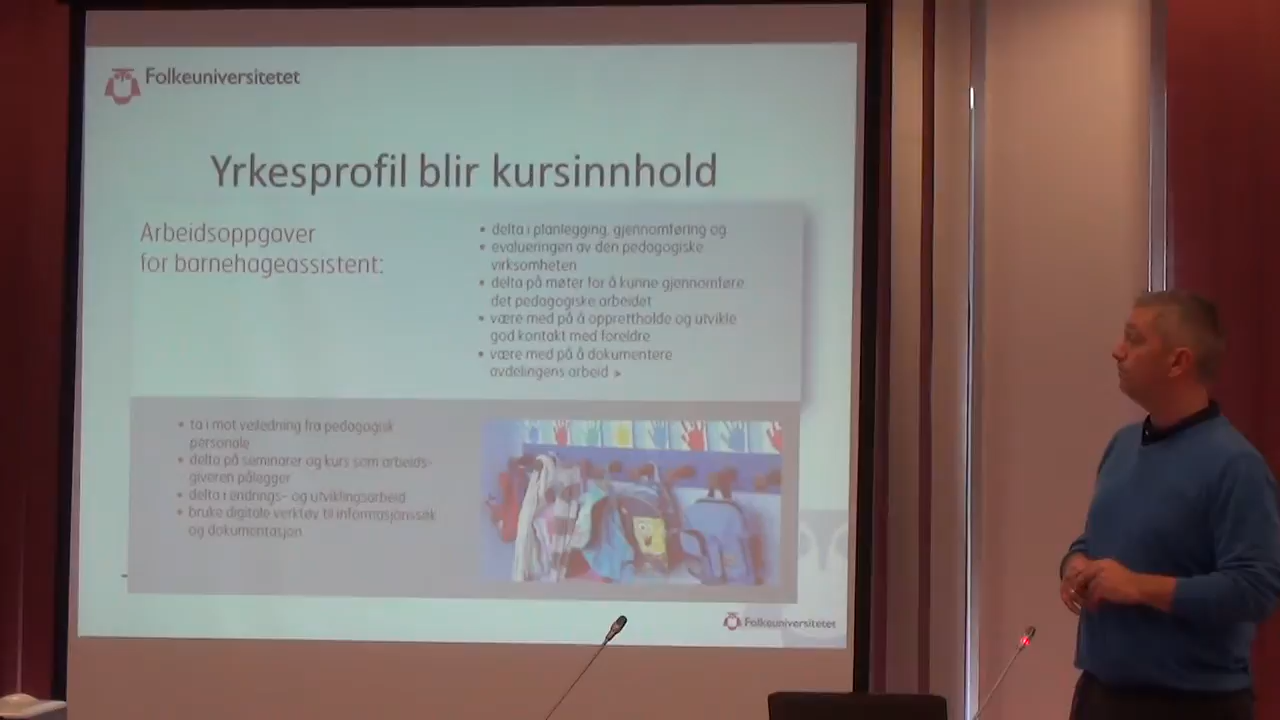 Folkeuniversitetet
Yrkesprofil blir kursinnhold
Arbeidsoppgaver
for barnehageassistent:
• delta i planlegging, gjennomføring og
• evalueringen av den pedagogiske
virksomheten
• delta på møter for å kunne gjennomføre
det pedagogiske arbeidet
• være med på å opprettholde og utvikle
god kontakt med foreldre
• være med på å dokumentere
avdelingens arbeid ➤
• ta i mot veiledning fra pedagogisk
personale
• delta på seminarer og kurs som arbeids-
giveren pålegger
• delta i endrings- og utviklingsarbeid
• bruke digitale verktøy til informasjonssøk
og dokumentasjon
Folkeuniversitetet